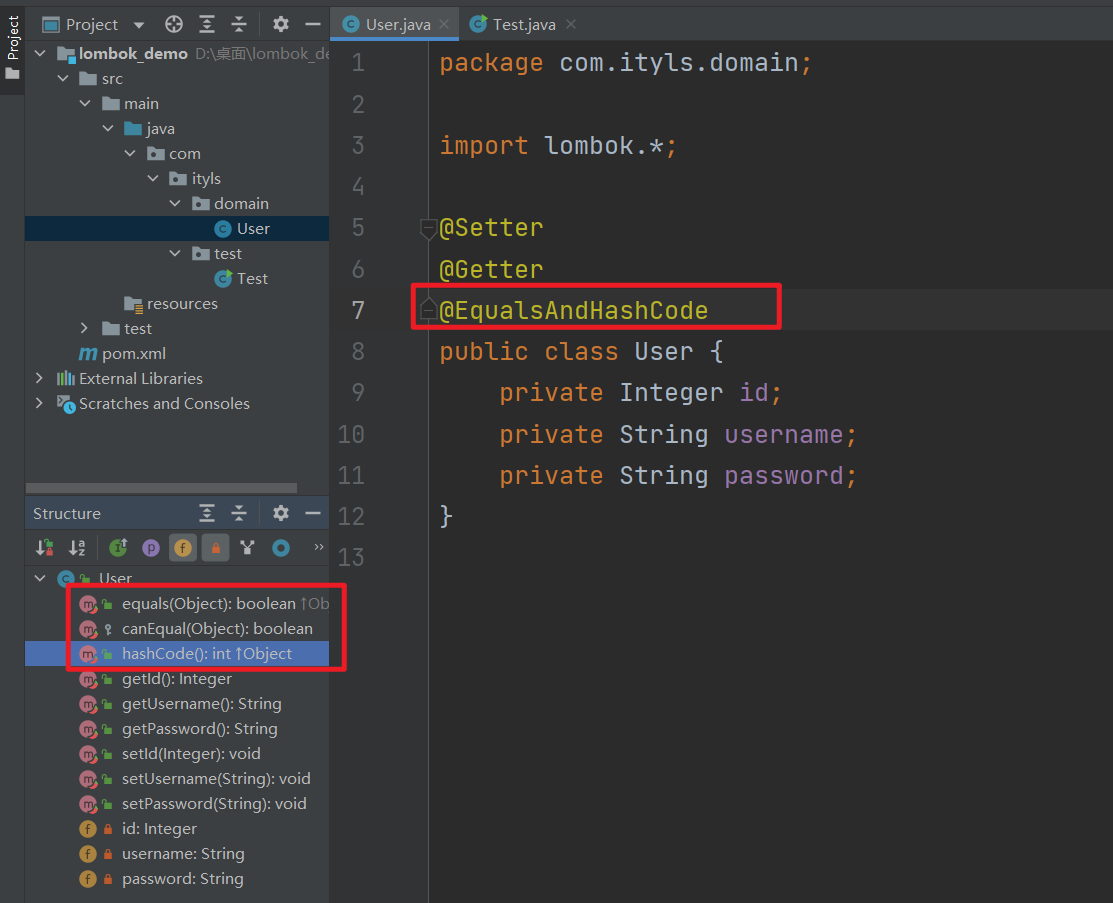 Project
Project
lombok_demo D:\桌面\lombok_de
src
main
java
com
ityls
domain
User
test
Test
resources
test
pom.xml
External Libraries
Scratches and Consoles
Structure
User
equals(Object): boolean ↑Ob
canEqual(Object): boolean
hashCode(): int ↑Object
getId(): Integer
getUsername(): String
getPassword(): String
setId(Integer): void
setUsername(String): void
setPassword(String): void
id: Integer
username: String
password: String
User.java
Test.java
1 package com.ityls.domain;
2
3 import lombok.*;
4
5 @Setter
6 @Getter
7 @EqualsAndHashCode
8 public class User {
9 private Integer id;
10 private String username;
11 private String password;
12 }
13